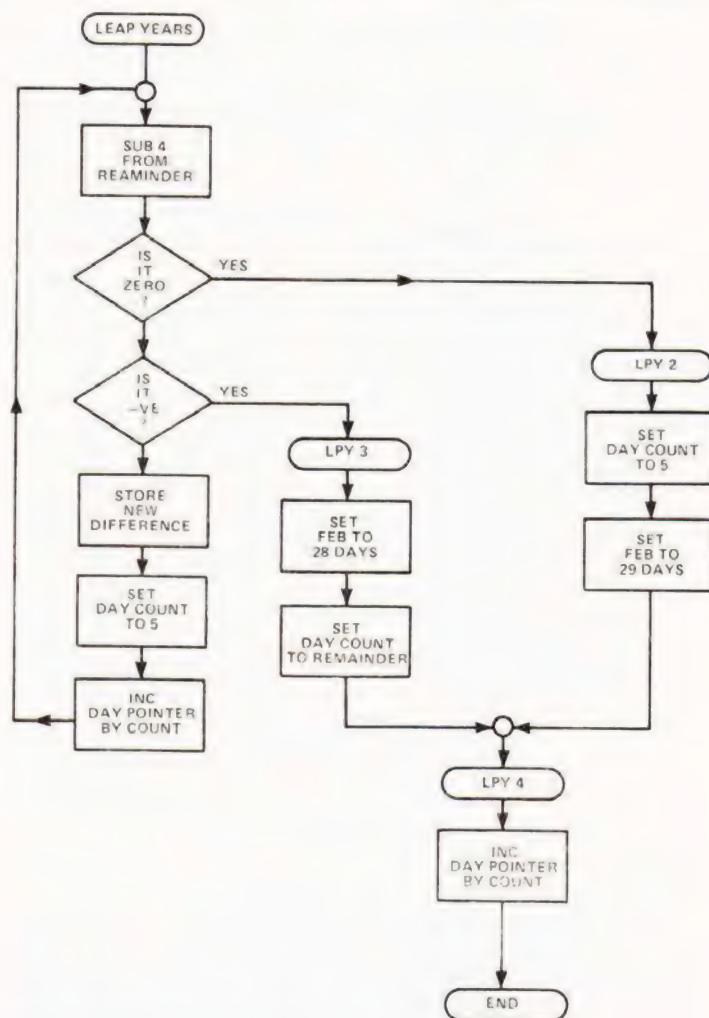 LEAP YEARS
SUB 4
FROM
REAMINDER
IS
IT
ZERO
?
YES
IS
IT
–VE
?
YES
STORE
NEW
DIFFERENCE
SET
DAY COUNT
TO 5
INC
DAY POINTER
BY COUNT
LPY 3
SET
FEB TO
28 DAYS
SET
DAY COUNT
TO REMAINDER
LPY 2
SET
DAY COUNT
TO 5
SET
FEB TO
29 DAYS
LPY 4
INC
DAY POINTER
BY COUNT
END